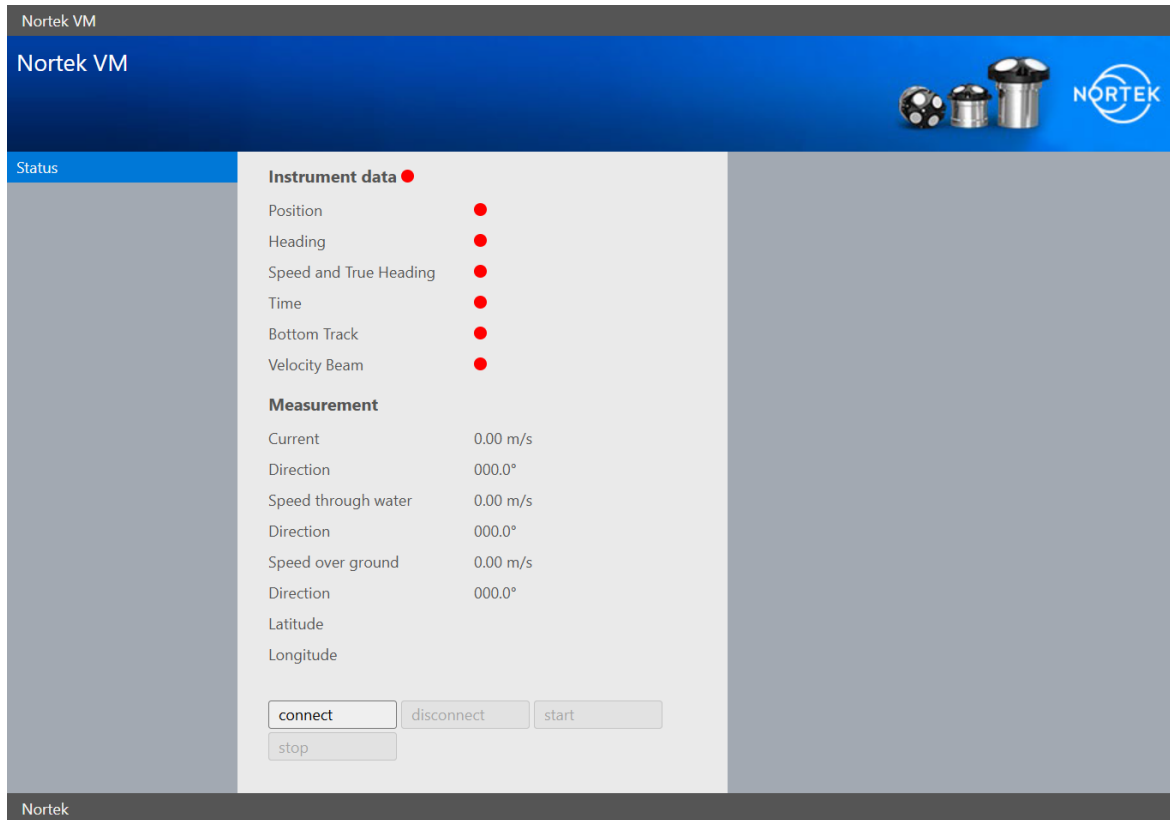 Nortek VM
Nortek VM
NORTEK
Status
Instrument data
Position
Heading
Speed and True Heading
Time
Bottom Track
Velocity Beam
Measurement
Current 0.00 m/s
Direction 000.0°
Speed through water 0.00 m/s
Direction 000.0°
Speed over ground 0.00 m/s
Direction 000.0°
Latitude
Longitude
connect disconnect start
stop
Nortek